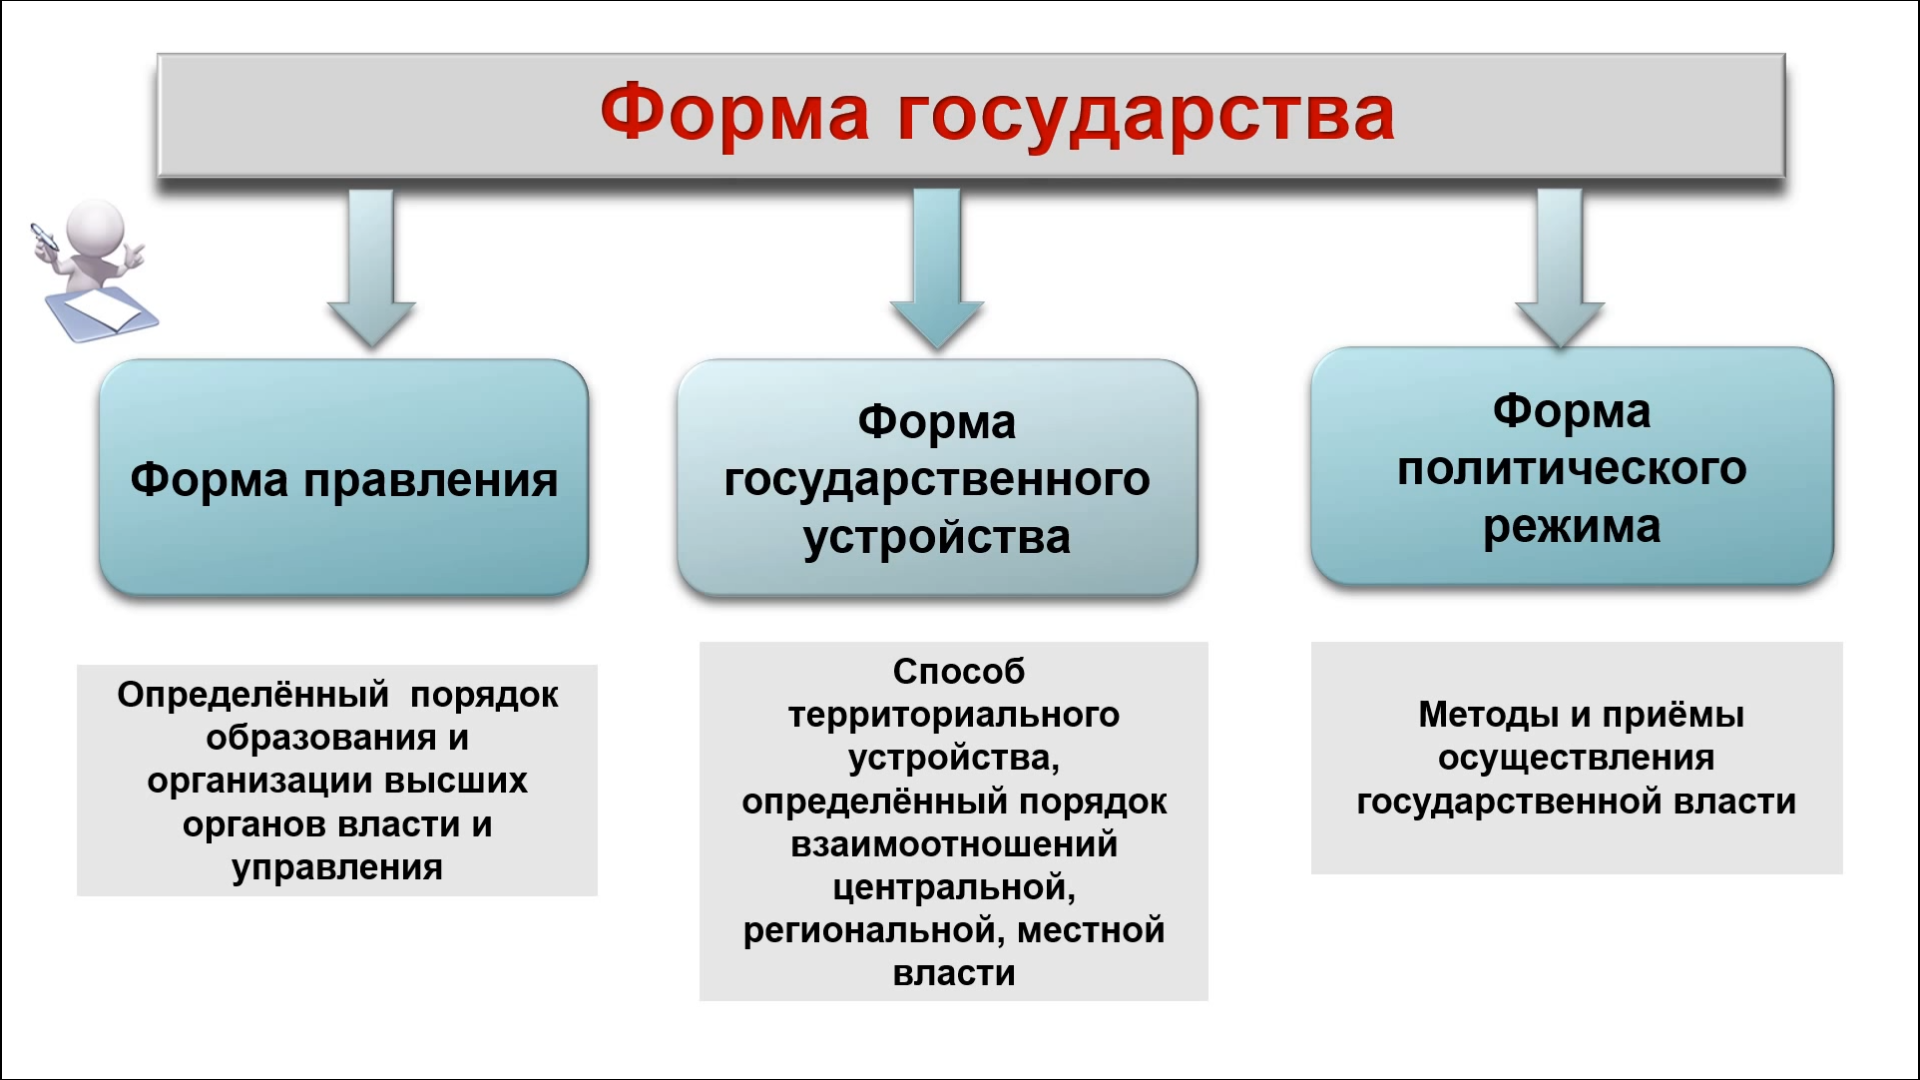 Форма государства
Форма правления
Форма
государственного
устройства
Форма
политического
режима
Определённый  порядок
образования и
организации высших
органов власти и
управления
Способ
территориального
устройства,
определённый порядок
взаимоотношений
центральной,
региональной, местной
власти
Методы и приёмы
осуществления
государственной власти